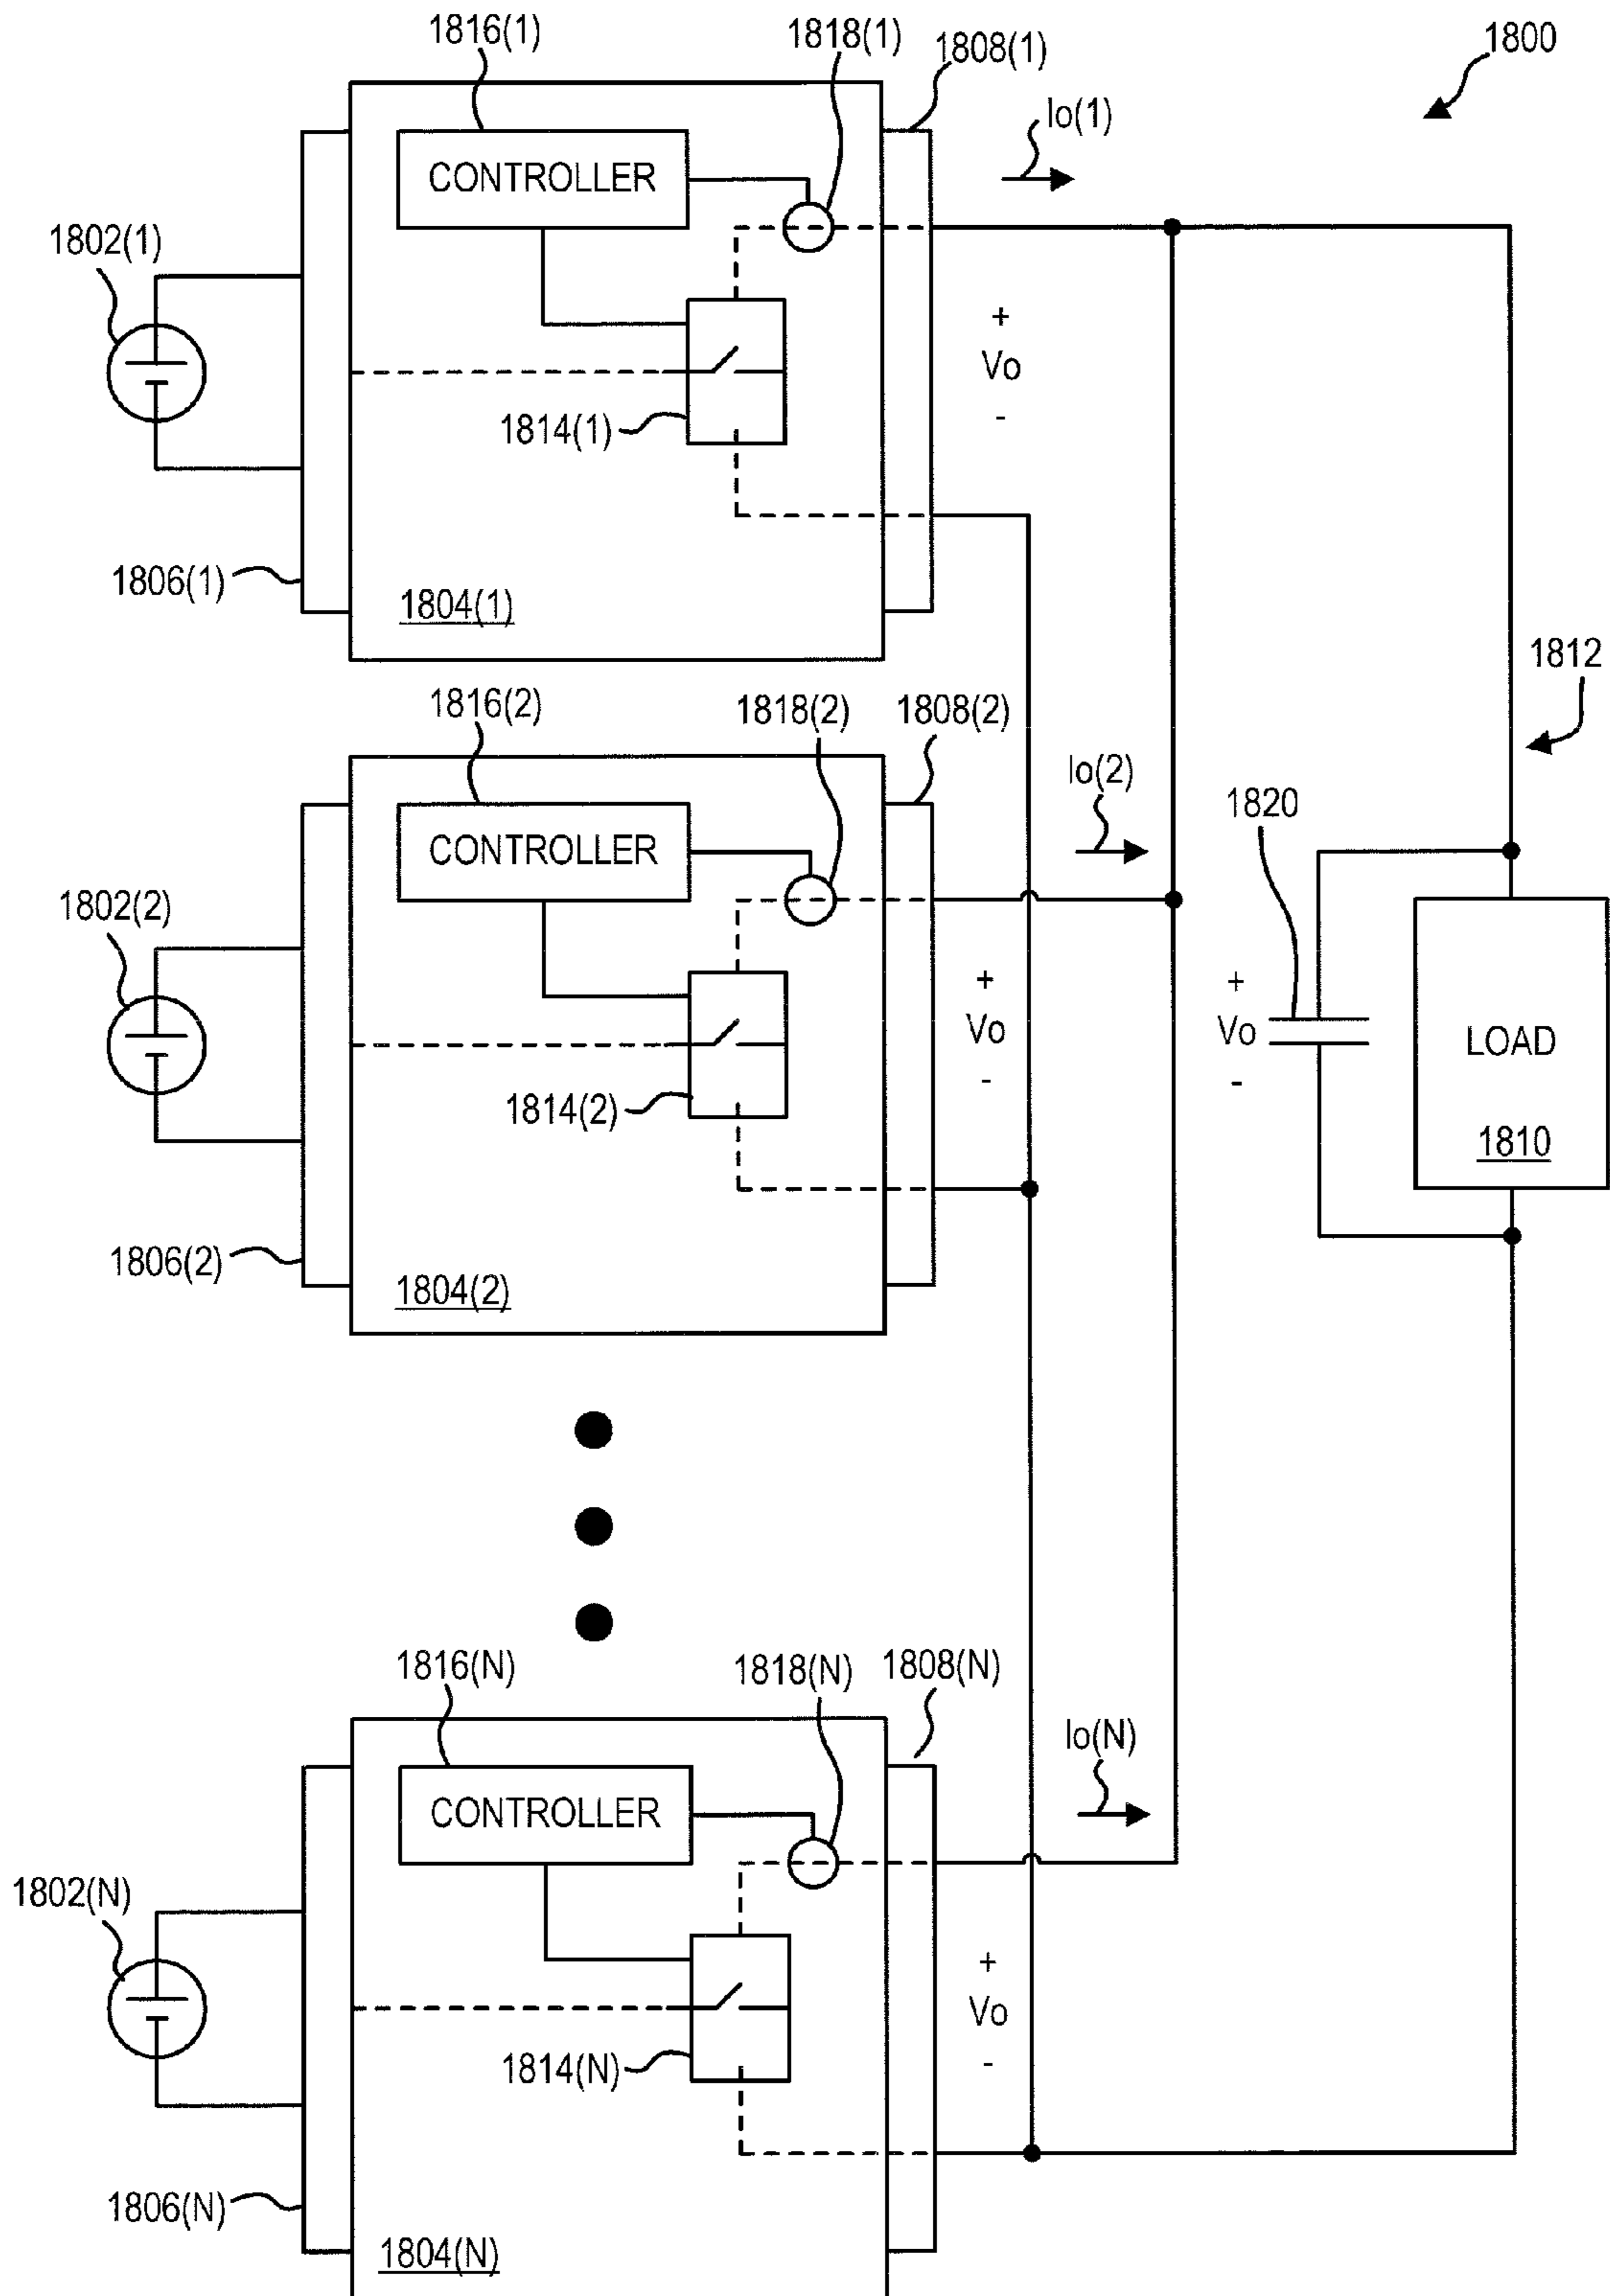 1816(1)
1818(1)
1808(1)
1800
Io(1)
CONTROLLER
1802(1)
+
Vo
-
1814(1)
1806(1)
1804(1)
1812
1816(2)
1818(2)
1808(2)
Io(2)
1820
CONTROLLER
1802(2)
+
Vo
-
+
Vo
-
LOAD
1810
1814(2)
1806(2)
1804(2)
1816(N)
1818(N)
1808(N)
Io(N)
CONTROLLER
1802(N)
+
Vo
-
1814(N)
1806(N)
1804(N)